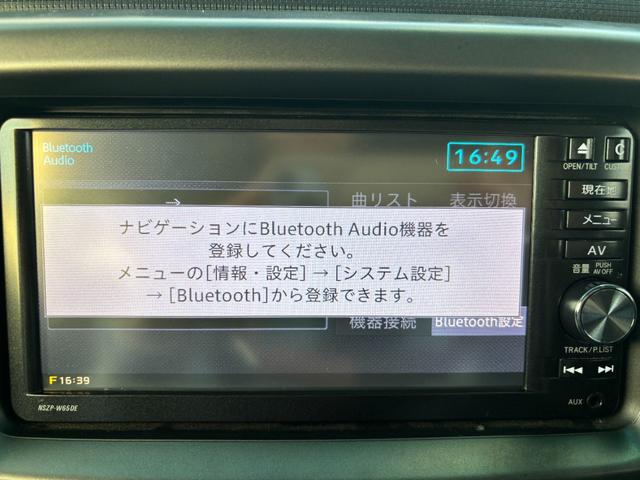 Bluetooth
Audio
16:49
→
曲リスト
表示切換
ナビゲーションにBluetooth Audio機器を
登録してください。
メニューの[情報・設定]→[システム設定]
→[Bluetooth]から登録できます。
機器接続
Bluetooth設定
F 16:39
NSZP-W65DE
OPEN/TILT
現在地
メニュー
AV
音量
PUSH
AV OFF
TRACK/P.LIST
AUX